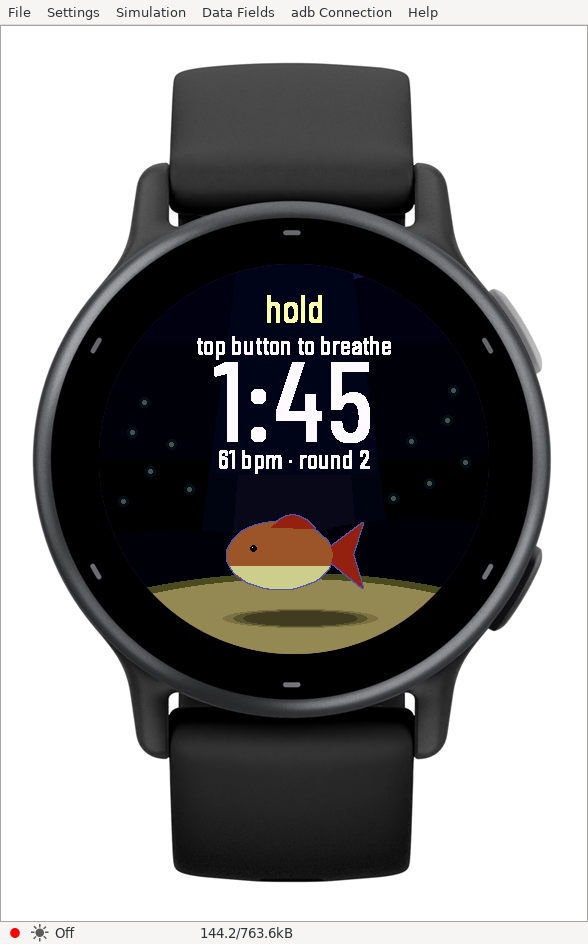 File Settings Simulation Data Fields adb Connection Help
hold
top button to breathe
1:45
61 bpm · round 2
Off 144.2/763.6kB